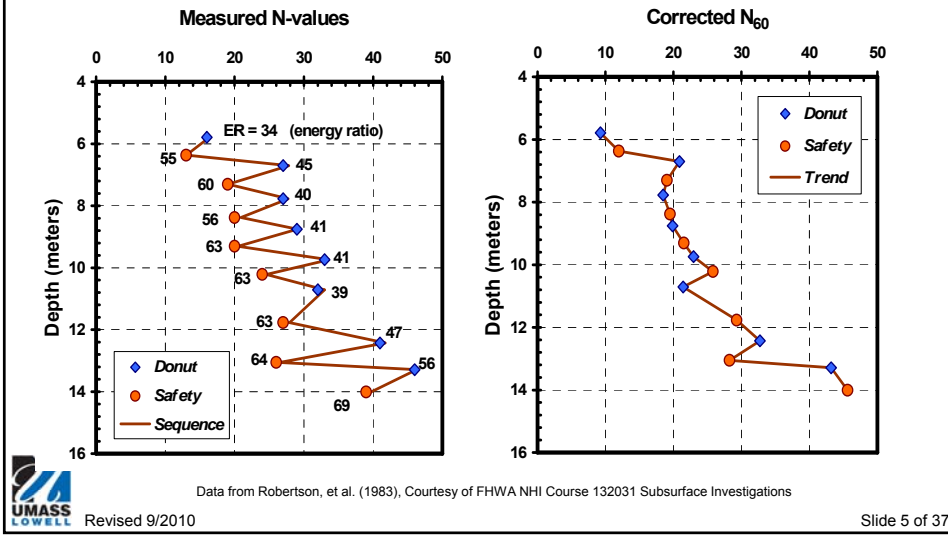 Measured N-values
0 10 20 30 40 50
4
6
8
10
12
14
16
Depth (meters)
ER = 34 (energy ratio)
55
45
60
40
56
41
63
41
63
39
63
47
64
56
69
Donut
Safety
Sequence
Corrected N60
0 10 20 30 40 50
4
6
8
10
12
14
16
Depth (meters)
Donut
Safety
Trend
Data from Robertson, et al. (1983), Courtesy of FHWA NHI Course 132031 Subsurface Investigations
UMASS
LOWELL
Revised 9/2010
Slide 5 of 37